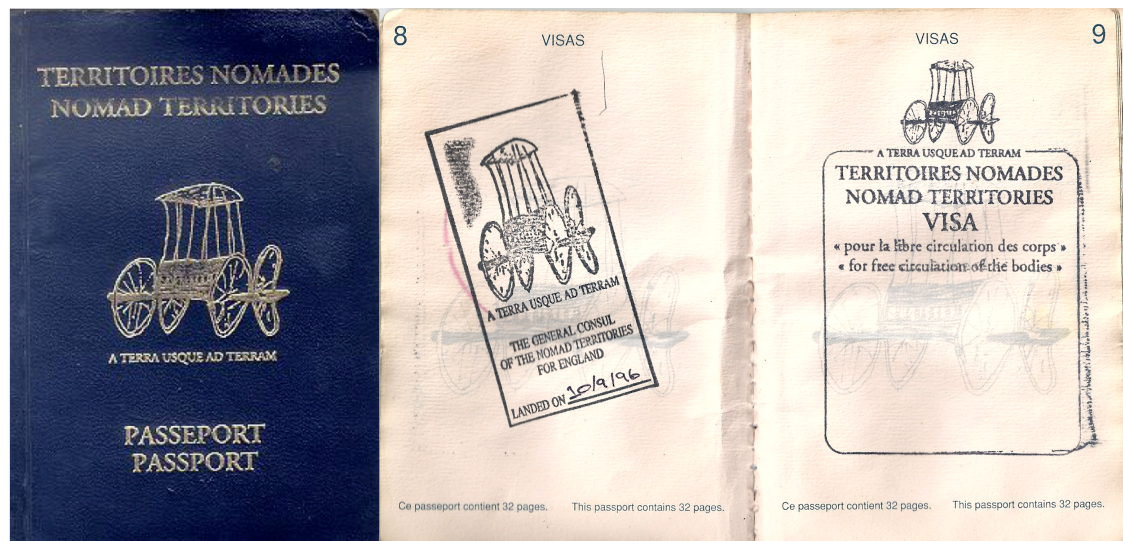 TERRITOIRES NOMADES
NOMAD TERRITORIES
A TERRA USQUE AD TERRAM
PASSEPORT
PASSPORT
8
VISAS
A TERRA USQUE AD TERRAM
THE GENERAL CONSUL
OF THE NOMAD TERRITORIES
FOR ENGLAND
LANDED ON 10/9/96
Ce passeport contient 32 pages.
This passport contains 32 pages.
VISAS
9
A TERRA USQUE AD TERRAM
TERRITOIRES NOMADES
NOMAD TERRITORIES
VISA
« pour la libre circulation des corps »
« for free circulation of the bodies »
Ce passeport contient 32 pages.
This passport contains 32 pages.